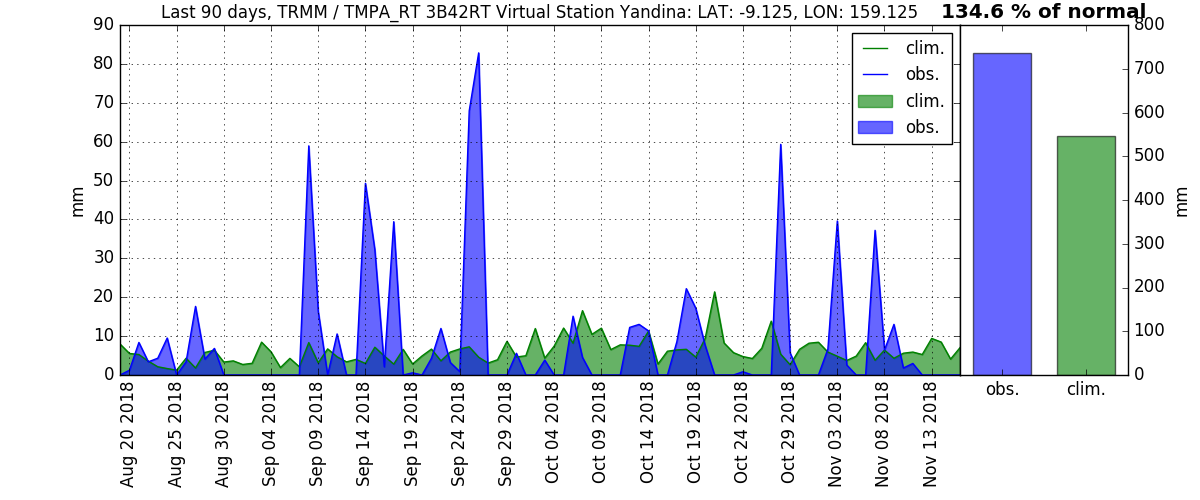 Last 90 days, TRMM / TMPA_RT 3B42RT Virtual Station Yandina: LAT: -9.125, LON: 159.125
134.6 % of normal
90
80
70
60
50
40
30
20
10
0
mm
clim.
obs.
clim.
obs.
Aug 20 2018
Aug 25 2018
Aug 30 2018
Sep 04 2018
Sep 09 2018
Sep 14 2018
Sep 19 2018
Sep 24 2018
Sep 29 2018
Oct 04 2018
Oct 09 2018
Oct 14 2018
Oct 19 2018
Oct 24 2018
Oct 29 2018
Nov 03 2018
Nov 08 2018
Nov 13 2018
800
700
600
500
400
300
200
100
0
mm
obs.
clim.